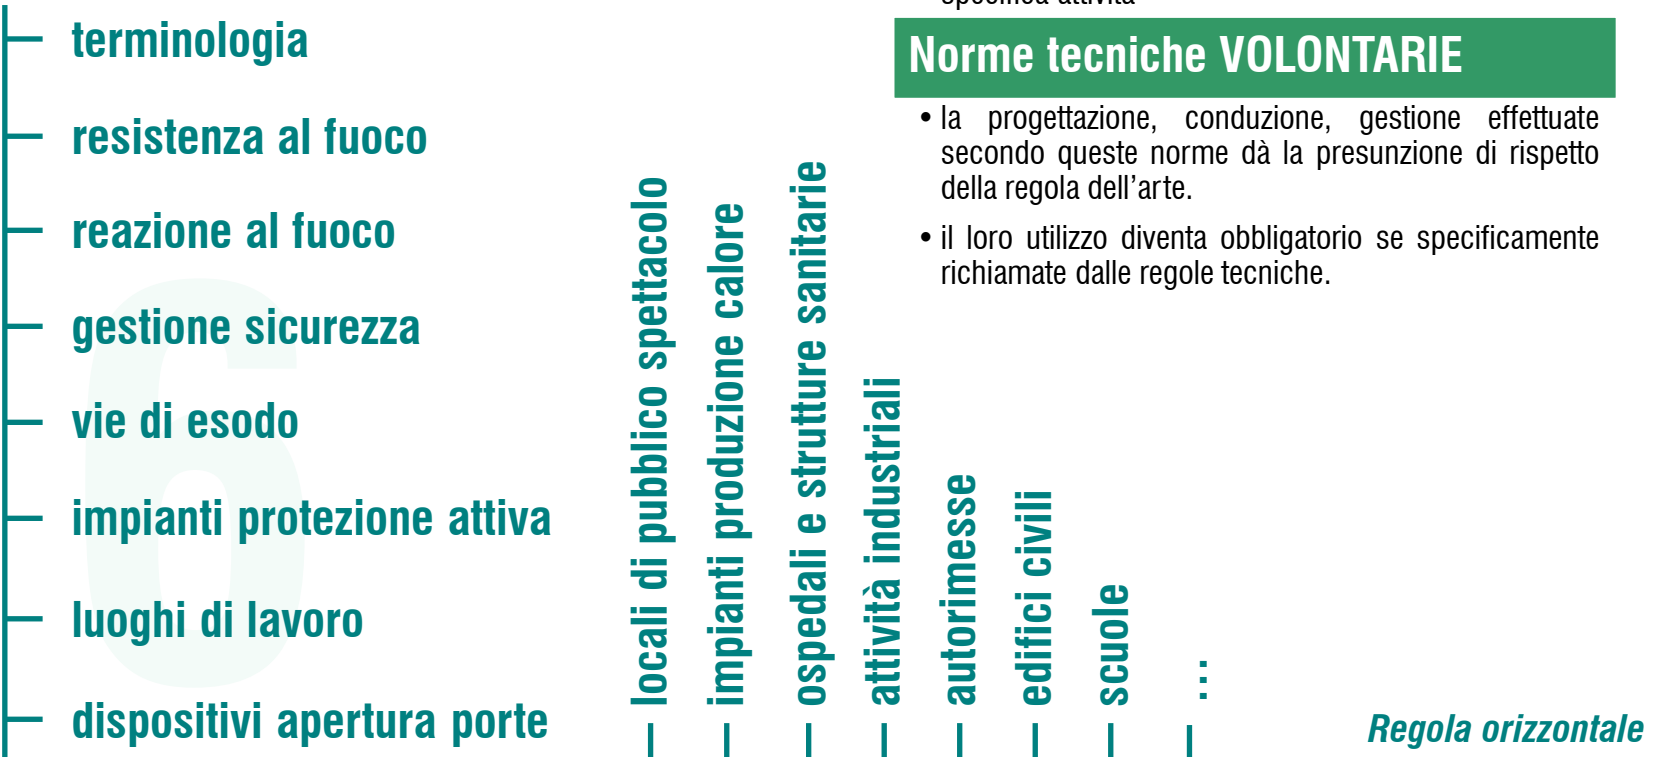 terminologia
resistenza al fuoco
reazione al fuoco
gestione sicurezza
vie di esodo
impianti protezione attiva
luoghi di lavoro
dispositivi apertura porte
6
locali di pubblico spettacolo
impianti produzione calore
ospedali e strutture sanitarie
attività industriali
autorimesse
edifici civili
scuole
...
specifica attività
Norme tecniche VOLONTARIE
• la progettazione, conduzione, gestione effettuate
secondo queste norme dà la presunzione di rispetto
della regola dell’arte.
• il loro utilizzo diventa obbligatorio se specificamente
richiamate dalle regole tecniche.
Regola orizzontale